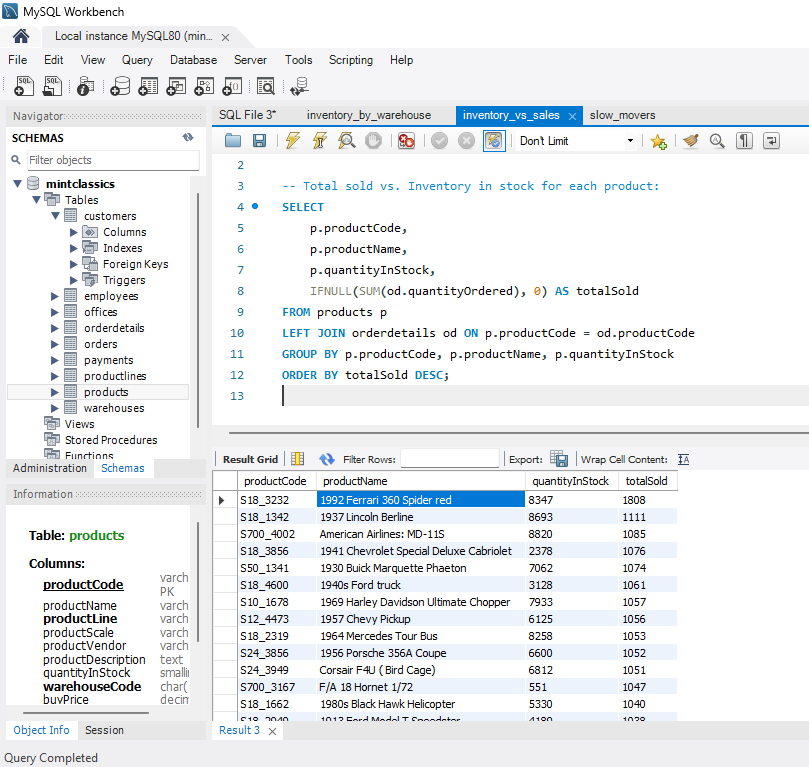 MySQL Workbench
Local instance MySQL80 (min... ×
File Edit View Query Database Server Tools Scripting Help
Navigator
SCHEMAS
Filter objects
mintclassics
Tables
customers
Columns
Indexes
Foreign Keys
Triggers
employees
offices
orderdetails
orders
payments
productlines
products
warehouses
Views
Stored Procedures
Functions
Administration Schemas
Information
Table: products
Columns:
productCode varch
PK
productName varch
productLine varch
productScale varch
productVendor varch
productDescription text
quantityInStock smallin
warehouseCode char(
buyPrice decim
Object Info Session
Query Completed
SQL File 3* inventory_by_warehouse inventory_vs_sales × slow_movers
Don't Limit
2
3 -- Total sold vs. Inventory in stock for each product:
4 SELECT
5 p.productCode,
6 p.productName,
7 p.quantityInStock,
8 IFNULL(SUM(od.quantityOrdered), 0) AS totalSold
9 FROM products p
10 LEFT JOIN orderdetails od ON p.productCode = od.productCode
11 GROUP BY p.productCode, p.productName, p.quantityInStock
12 ORDER BY totalSold DESC;
13
Result Grid Filter Rows: Export: Wrap Cell Content:
productCode productName quantityInStock totalSold
S18_3232 1992 Ferrari 360 Spider red 8347 1808
S18_1342 1937 Lincoln Berline 8693 1111
S700_4002 American Airlines: MD-11S 8820 1085
S18_3856 1941 Chevrolet Special Deluxe Cabriolet 2378 1076
S50_1341 1930 Buick Marquette Phaeton 7062 1074
S18_4600 1940s Ford truck 3128 1061
S10_1678 1969 Harley Davidson Ultimate Chopper 7933 1057
S12_4473 1957 Chevy Pickup 6125 1056
S18_2319 1964 Mercedes Tour Bus 8258 1053
S24_3856 1956 Porsche 356A Coupe 6600 1052
S24_3949 Corsair F4U ( Bird Cage) 6812 1051
S700_3167 F/A 18 Hornet 1/72 551 1047
S18_1662 1980s Black Hawk Helicopter 5330 1040
S18_2949 1913 Ford Model T Speedster 4189 1038
Result 3 ×